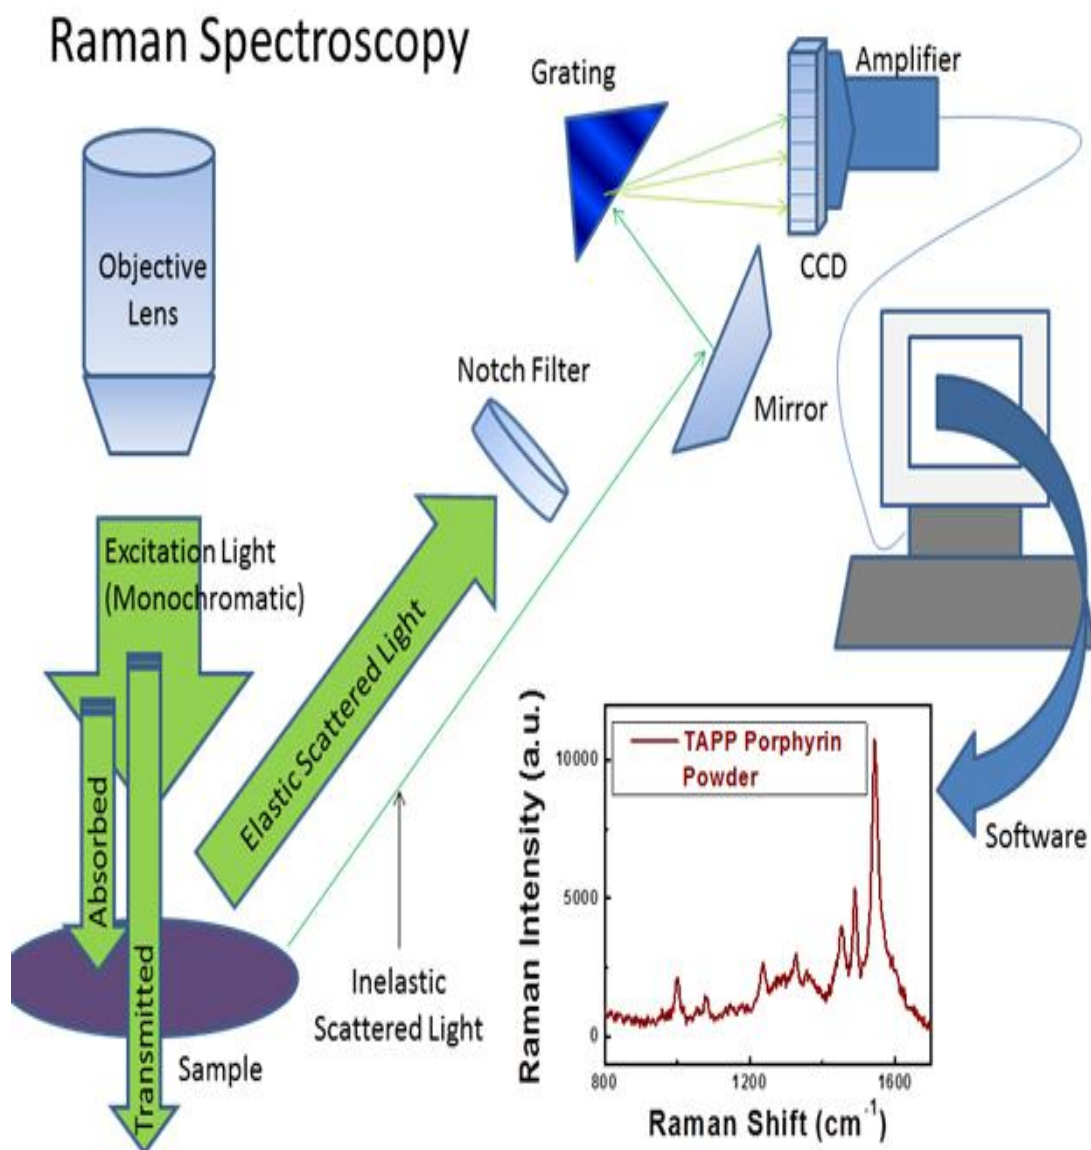 Raman Spectroscopy
Grating
Amplifier
Objective
Lens
CCD
Notch Filter
Mirror
Excitation Light
(Monochromatic)
Elastic Scattered Light
Absorbed
Transmitted
Inelastic
Scattered Light
Sample
Software
TAPP Porphyrin
Powder
Raman Intensity (a.u.)
10000
5000
0
800
1200
1600
Raman Shift (cm⁻¹)